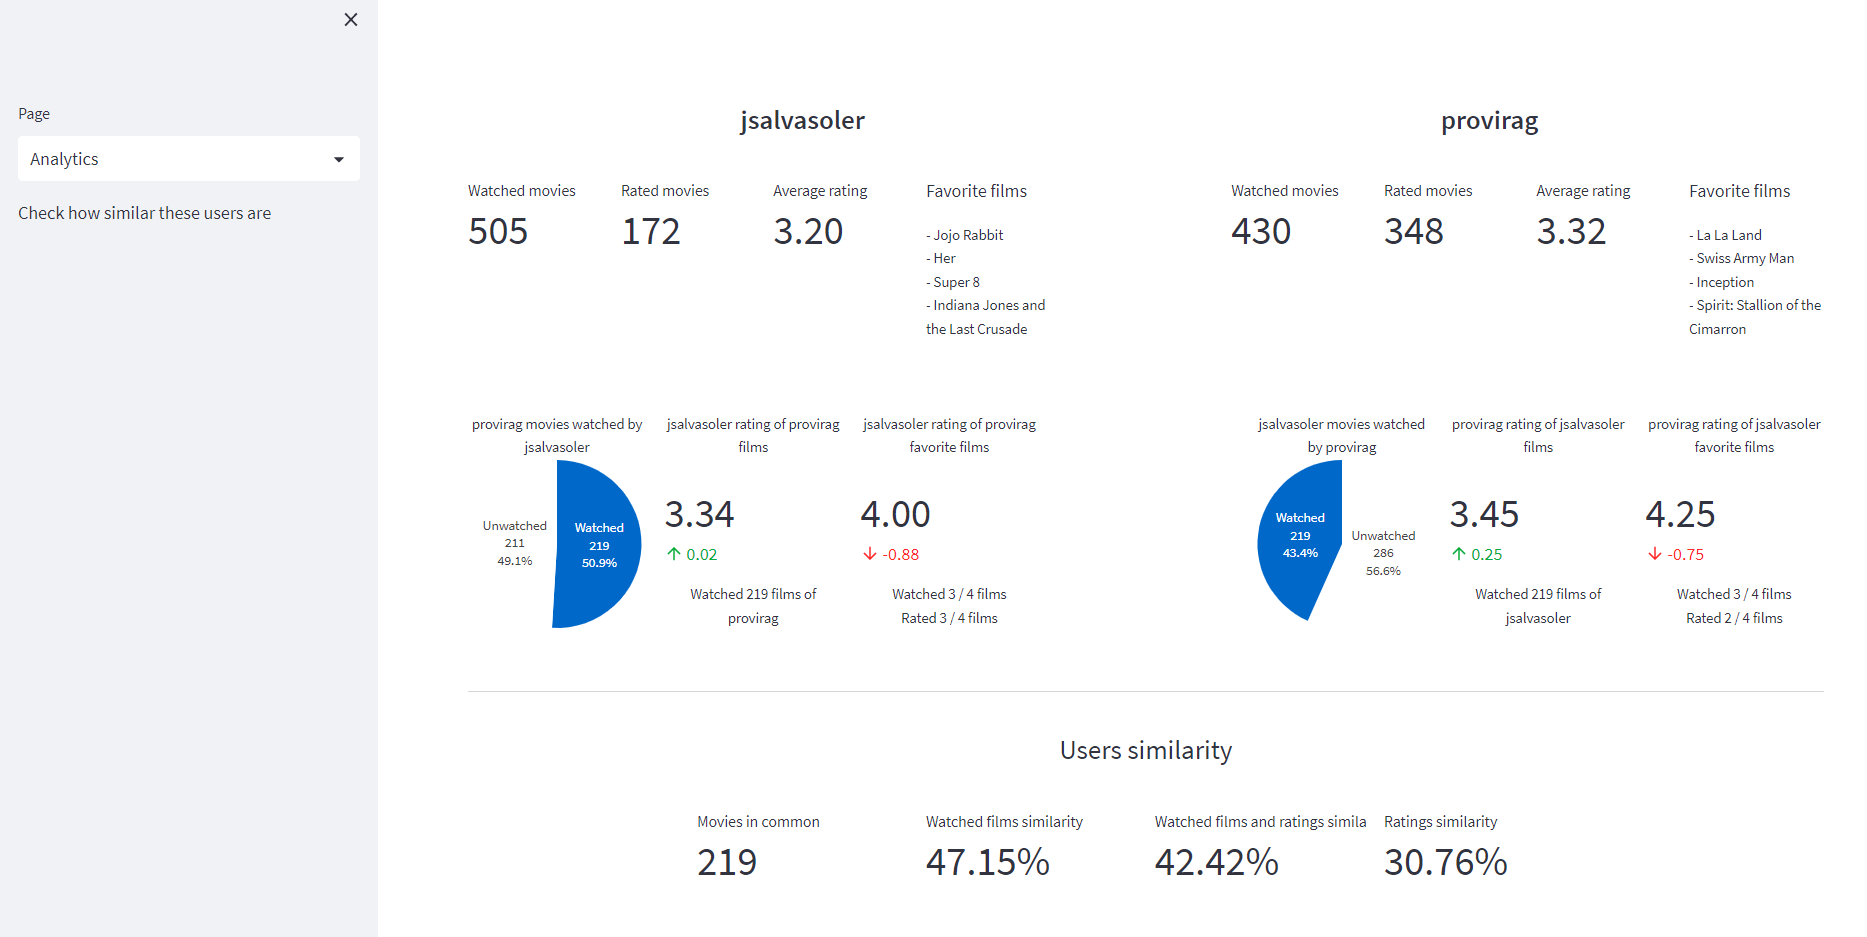 Page
Analytics
Check how similar these users are
jsalvasoler
Watched movies
505
Rated movies
172
Average rating
3.20
Favorite films
- Jojo Rabbit
- Her
- Super 8
- Indiana Jones and
the Last Crusade
provirag
Watched movies
430
Rated movies
348
Average rating
3.32
Favorite films
- La La Land
- Swiss Army Man
- Inception
- Spirit: Stallion of the
Cimarron
provirag movies watched by
jsalvasoler
Unwatched
211
49.1%
Watched
219
50.9%
jsalvasoler rating of provirag
films
3.34
0.02
Watched 219 films of
provirag
jsalvasoler rating of provirag
favorite films
4.00
-0.88
Watched 3 / 4 films
Rated 3 / 4 films
jsalvasoler movies watched
by provirag
Watched
219
43.4%
Unwatched
286
56.6%
provirag rating of jsalvasoler
films
3.45
0.25
Watched 219 films of
jsalvasoler
provirag rating of jsalvasoler
favorite films
4.25
-0.75
Watched 3 / 4 films
Rated 2 / 4 films
Users similarity
Movies in common
219
Watched films similarity
47.15%
Watched films and ratings simila
42.42%
Ratings similarity
30.76%